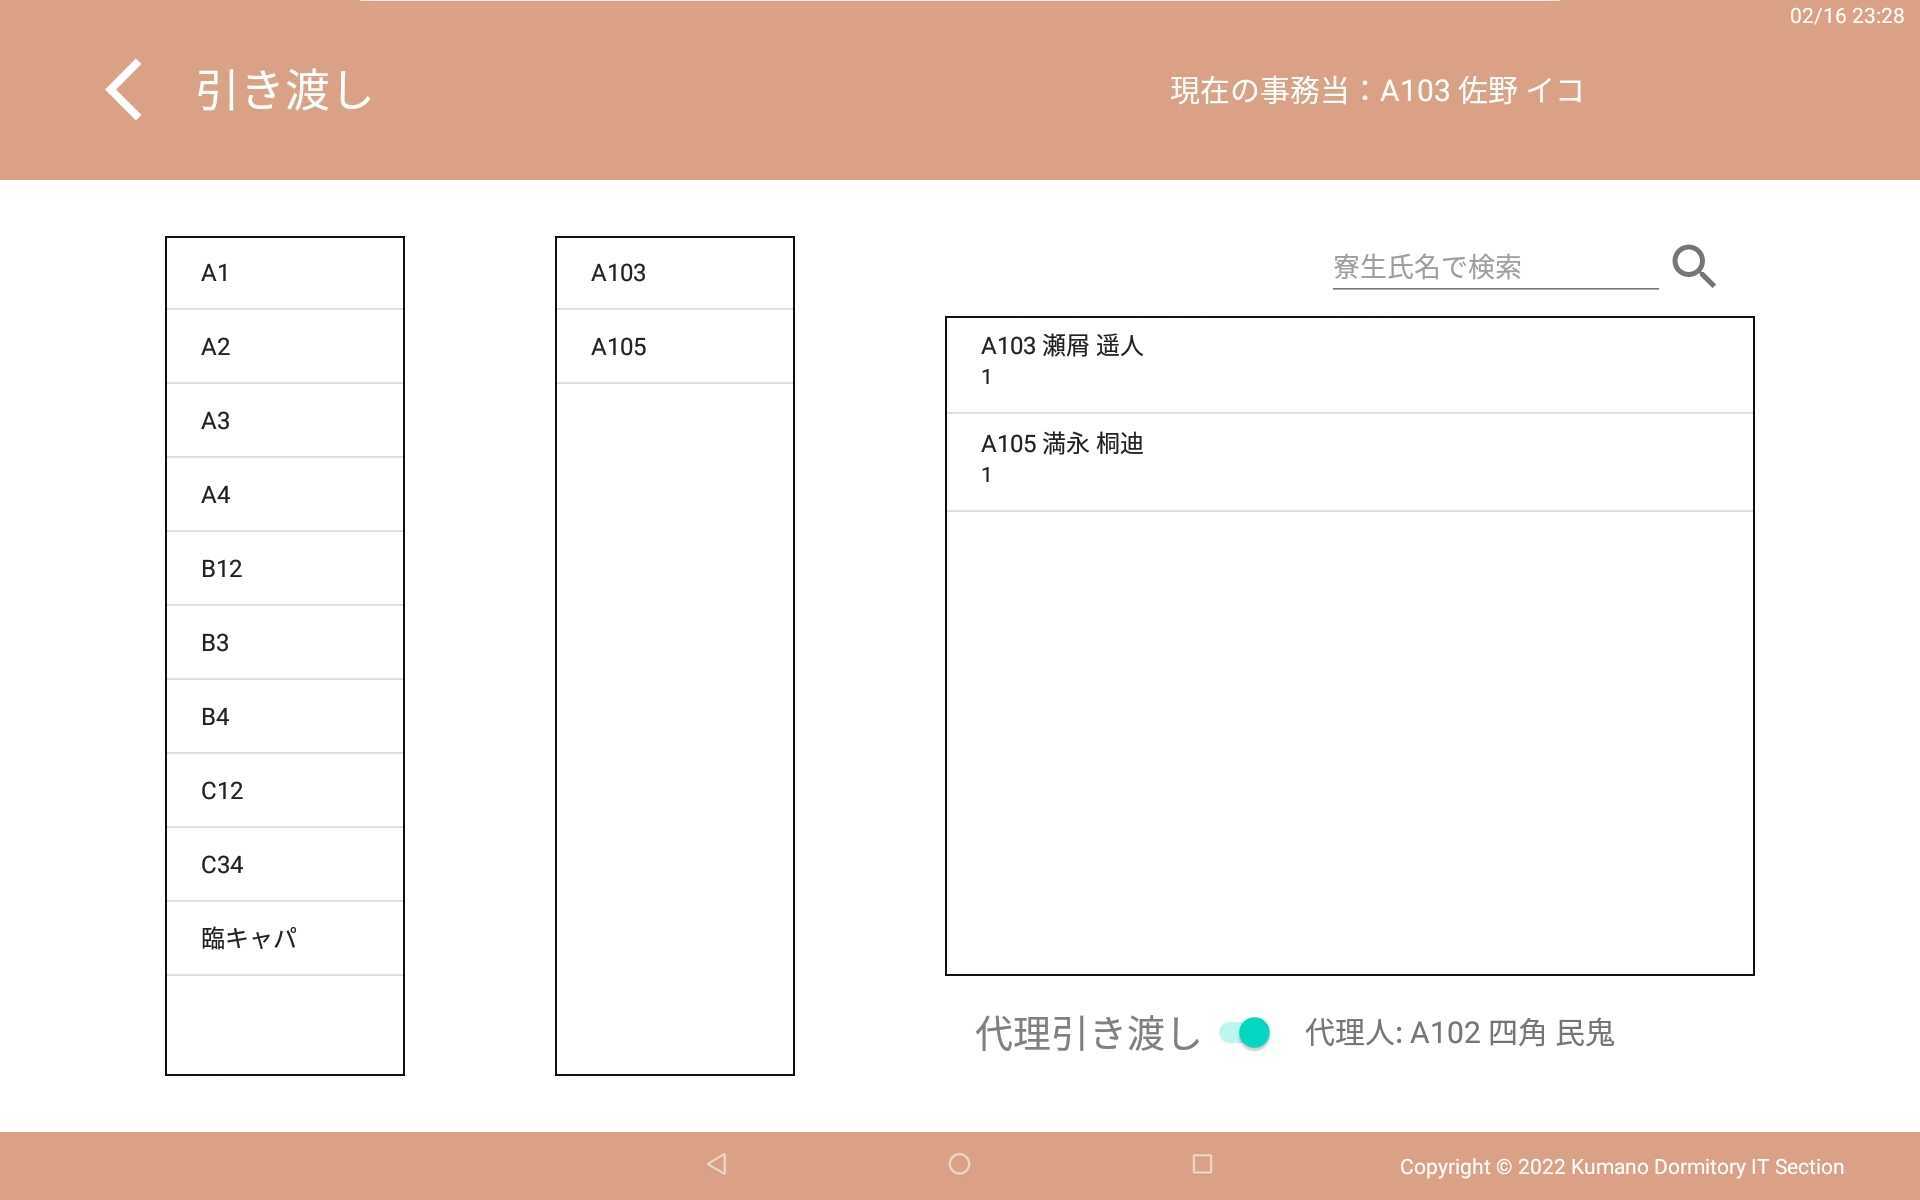 02/16 23:28
引き渡し
現在の事務当：A103 佐野 イコ
A1
A2
A3
A4
B12
B3
B4
C12
C34
臨キャパ
A103
A105
寮生氏名で検索
A103 瀬屑 遥人
1
A105 満永 桐迪
1
代理引き渡し
代理人: A102 四角 民鬼
Copyright © 2022 Kumano Dormitory IT Section